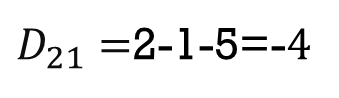 D₂₁ =2-1-5=-4